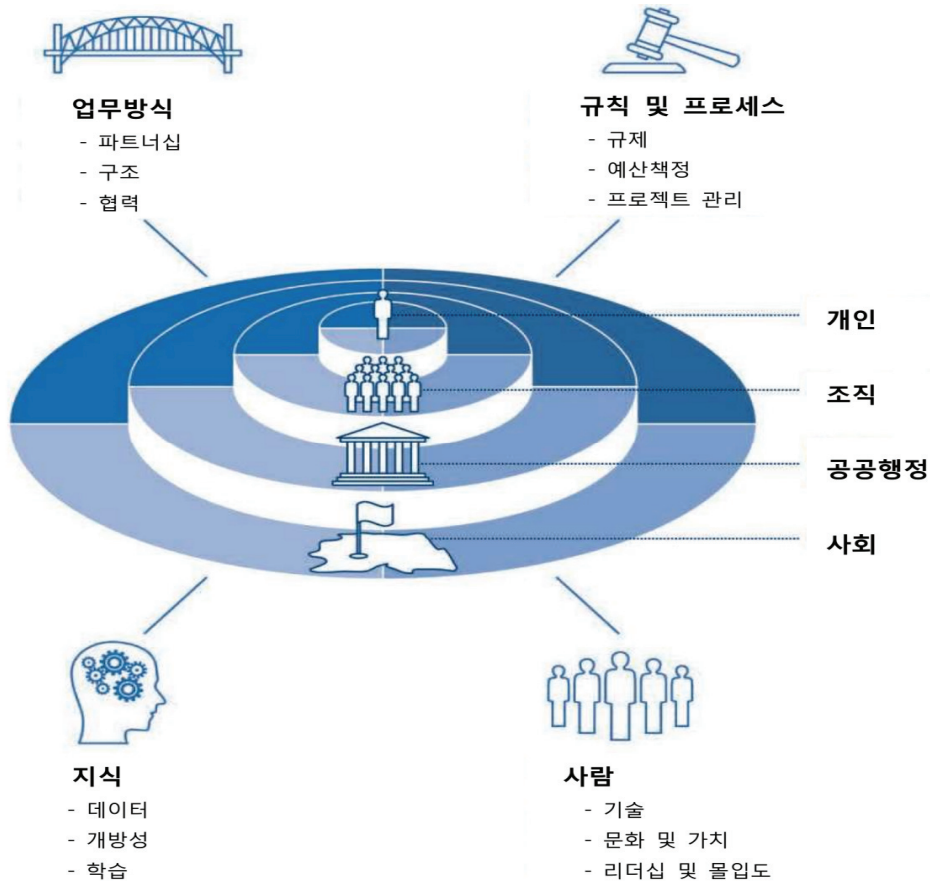 업무방식
- 파트너십
- 구조
- 협력
규칙 및 프로세스
- 규제
- 예산책정
- 프로젝트 관리
개인
조직
공공행정
사회
지식
- 데이터
- 개방성
- 학습
사람
- 기술
- 문화 및 가치
- 리더십 및 몰입도